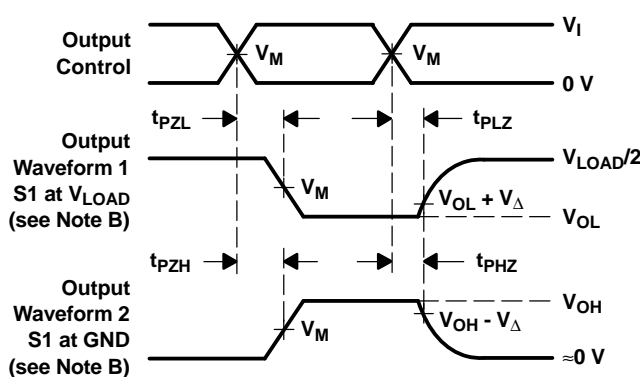 Output
Control
V_I
V_M
V_M
0 V
t_PZL
t_PLZ
Output
Waveform 1
S1 at V_LOAD
(see Note B)
V_LOAD/2
V_M
V_OL + V_Δ
V_OL
t_PZH
t_PHZ
Output
Waveform 2
S1 at GND
(see Note B)
V_OH
V_M
V_OH - V_Δ
≈0 V